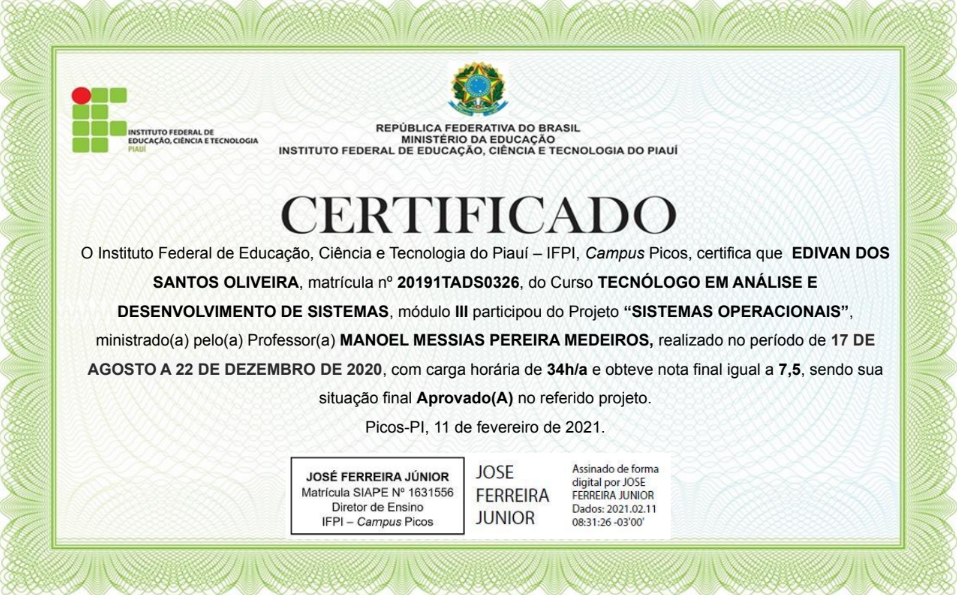 INSTITUTO FEDERAL DE
EDUCAÇÃO, CIÊNCIA E TECNOLOGIA
PIAUÍ
REPÚBLICA FEDERATIVA DO BRASIL
MINISTÉRIO DA EDUCAÇÃO
INSTITUTO FEDERAL DE EDUCAÇÃO, CIÊNCIA E TECNOLOGIA DO PIAUÍ
CERTIFICADO
O Instituto Federal de Educação, Ciência e Tecnologia do Piauí – IFPI, Campus Picos, certifica que EDIVAN DOS
SANTOS OLIVEIRA, matrícula nº 20191TADS0326, do Curso TECNÓLOGO EM ANÁLISE E
DESENVOLVIMENTO DE SISTEMAS, módulo III participou do Projeto “SISTEMAS OPERACIONAIS”,
ministrado(a) pelo(a) Professor(a) MANOEL MESSIAS PEREIRA MEDEIROS, realizado no período de 17 DE
AGOSTO A 22 DE DEZEMBRO DE 2020, com carga horária de 34h/a e obteve nota final igual a 7,5, sendo sua
situação final Aprovado(A) no referido projeto.
Picos-PI, 11 de fevereiro de 2021.
JOSÉ FERREIRA JÚNIOR
Matrícula SIAPE Nº 1631556
Diretor de Ensino
IFPI – Campus Picos
JOSE
FERREIRA
JUNIOR
Assinado de forma
digital por JOSE
FERREIRA JUNIOR
Dados: 2021.02.11
08:31:26 -03'00'